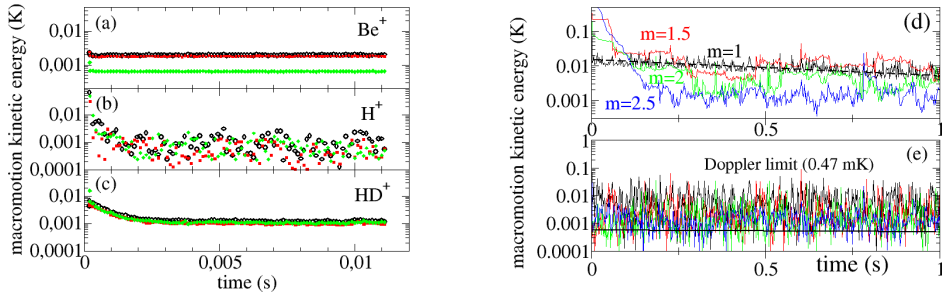 macromotion kinetic energy (K)
(a)
Be+
0,01
0,001
(b)
H+
0,01
0,001
0,0001
(c)
HD+
0,01
0,001
0,0001
0
0,005
0,01
time (s)
macromotion kinetic energy (K)
(d)
0.1
0.01
0.001
m=1.5
m=1
m=2
m=2.5
0
0.5
1
(e)
Doppler limit (0.47 mK)
1
0.1
0.01
0.001
0.0001
0
0.5
1
time (s)